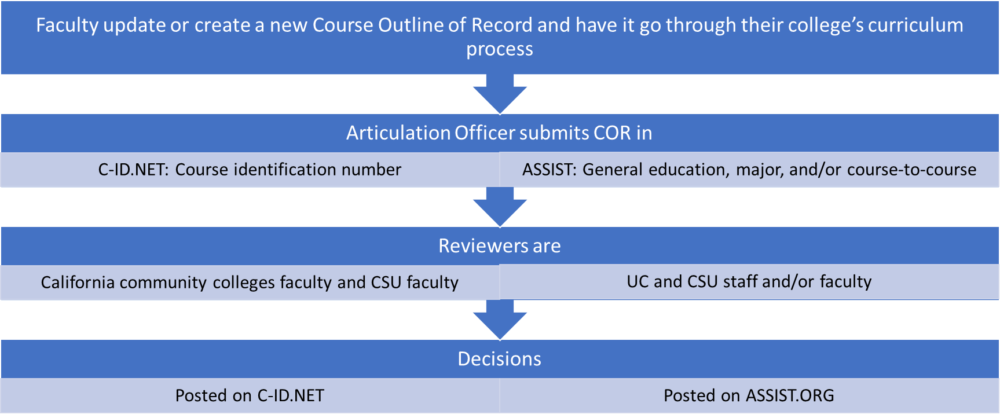 Faculty update or create a new Course Outline of Record and have it go through their college’s curriculum
process
Articulation Officer submits COR in
C-ID.NET: Course identification number
ASSIST: General education, major, and/or course-to-course
Reviewers are
California community colleges faculty and CSU faculty
UC and CSU staff and/or faculty
Decisions
Posted on C-ID.NET
Posted on ASSIST.ORG